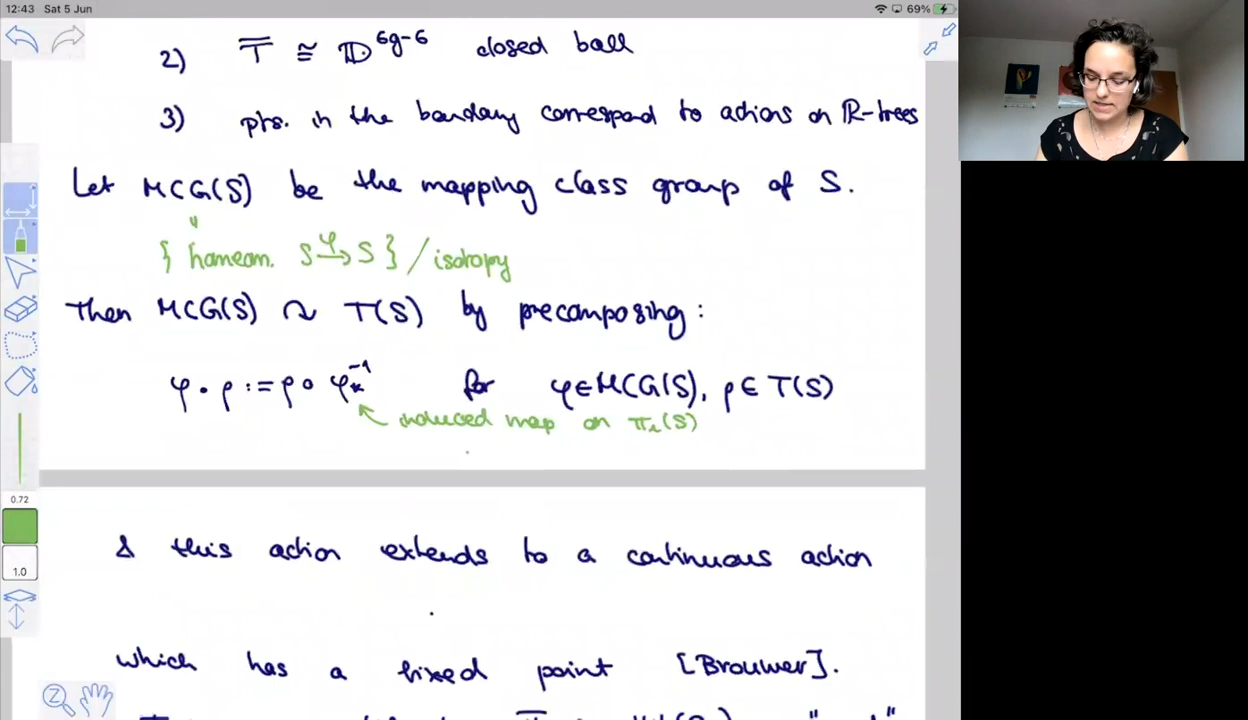 12:43 Sat 5 Jun
69%
2) T̅ ≅ 𝔻^{6g-6} closed ball
3) pts. in the boundary correspond to actions on ℝ-trees
Let MCG(S) be the mapping class group of S.
{ homeom. S →^φ S } / isotopy
Then MCG(S) ↷ T(S) by precomposing:
φ · ρ := ρ ∘ φ_*^{-1} for φ ∈ MCG(S), ρ ∈ T(S)
induced map on π_1(S)
0.72
& this action extends to a continuous action
1.0
which has a fixed point [Brouwer].
Z